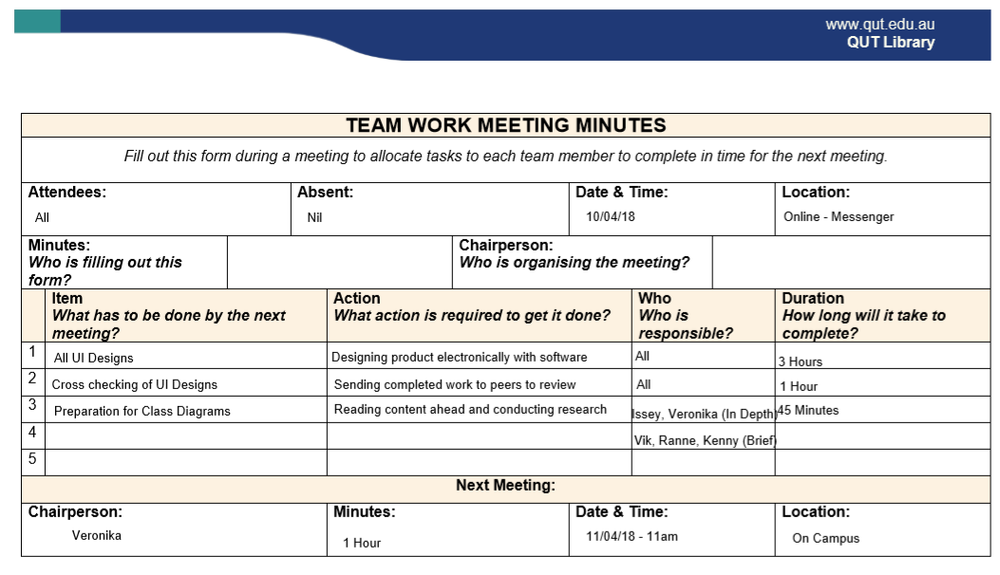 www.qut.edu.au
QUT Library
TEAM WORK MEETING MINUTES
Fill out this form during a meeting to allocate tasks to each team member to complete in time for the next meeting.
Attendees: Absent: Date & Time: Location:
All Nil 10/04/18 Online - Messenger
Minutes: Chairperson:
Who is filling out this Who is organising the meeting?
form?
Item Action Who Duration
What has to be done by the next What action is required to get it done? Who is How long will it take to
meeting? responsible? complete?
1 All UI Designs Designing product electronically with software All 3 Hours
2 Cross checking of UI Designs Sending completed work to peers to review All 1 Hour
3 Preparation for Class Diagrams Reading content ahead and conducting research Issey, Veronika (In Depth) 45 Minutes
4 Vik, Ranne, Kenny (Brief)
5
Next Meeting:
Chairperson: Minutes: Date & Time: Location:
Veronika 1 Hour 11/04/18 - 11am On Campus